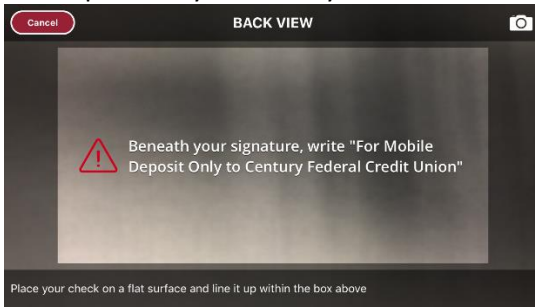 Cancel
BACK VIEW
Beneath your signature, write "For Mobile
Deposit Only to Century Federal Credit Union"
Place your check on a flat surface and line it up within the box above